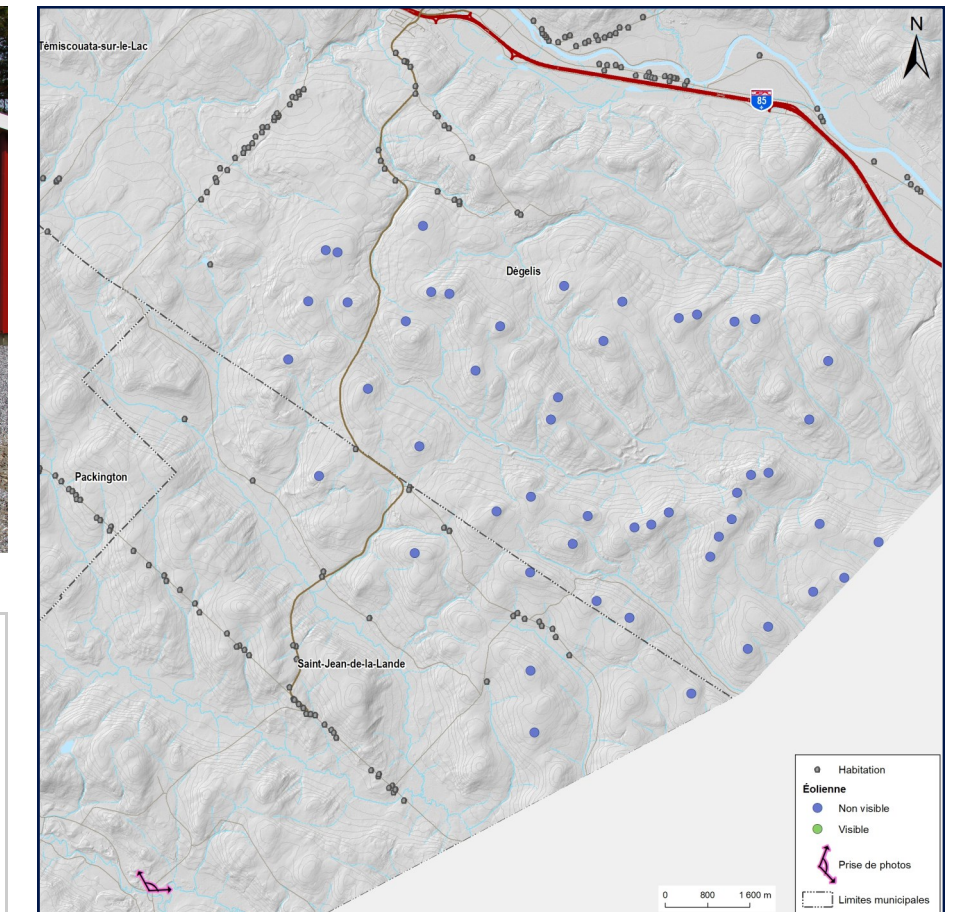 Témiscouata-sur-le-Lac
N
85
Dégelis
Packington
Saint-Jean-de-la-Lande
Habitation
Éolienne
Non visible
Visible
Prise de photos
Limites municipales
0 800 1 600 m